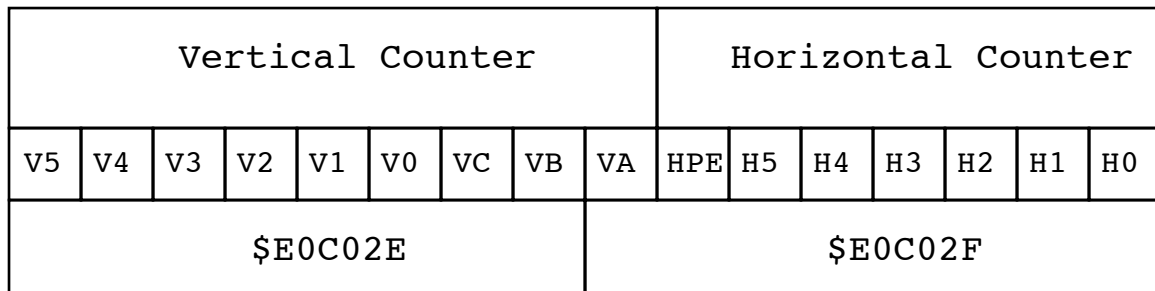 Vertical Counter Horizontal Counter
V5 V4 V3 V2 V1 V0 VC VB VA HPE H5 H4 H3 H2 H1 H0
$E0C02E $E0C02F